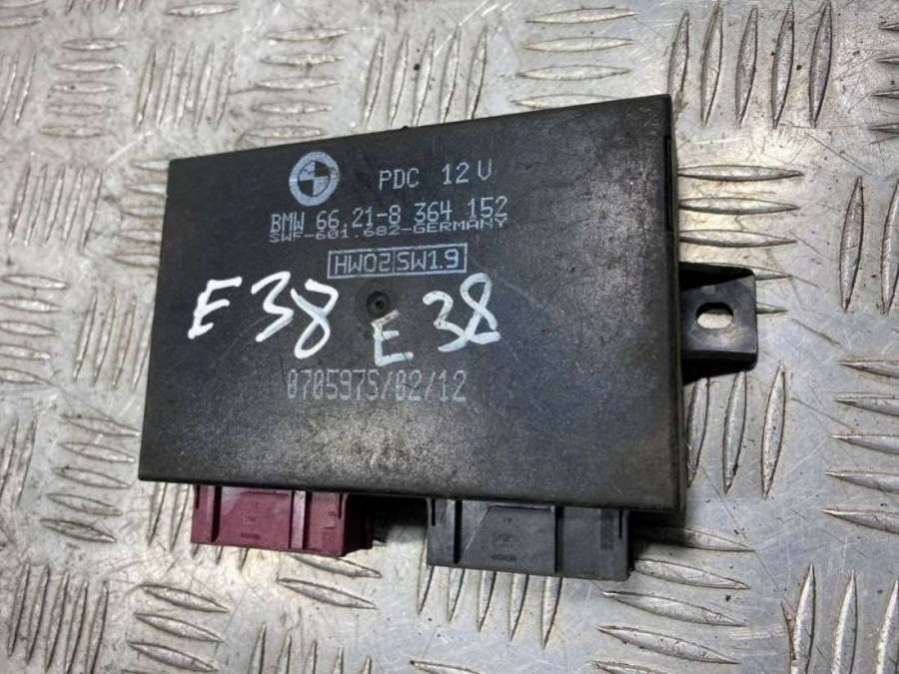 PDC 12V
BMW 66.21-8 364 152
SWF-601.682-GERMANY
HW02 SW1.9
E38
E38
070597S/02/12